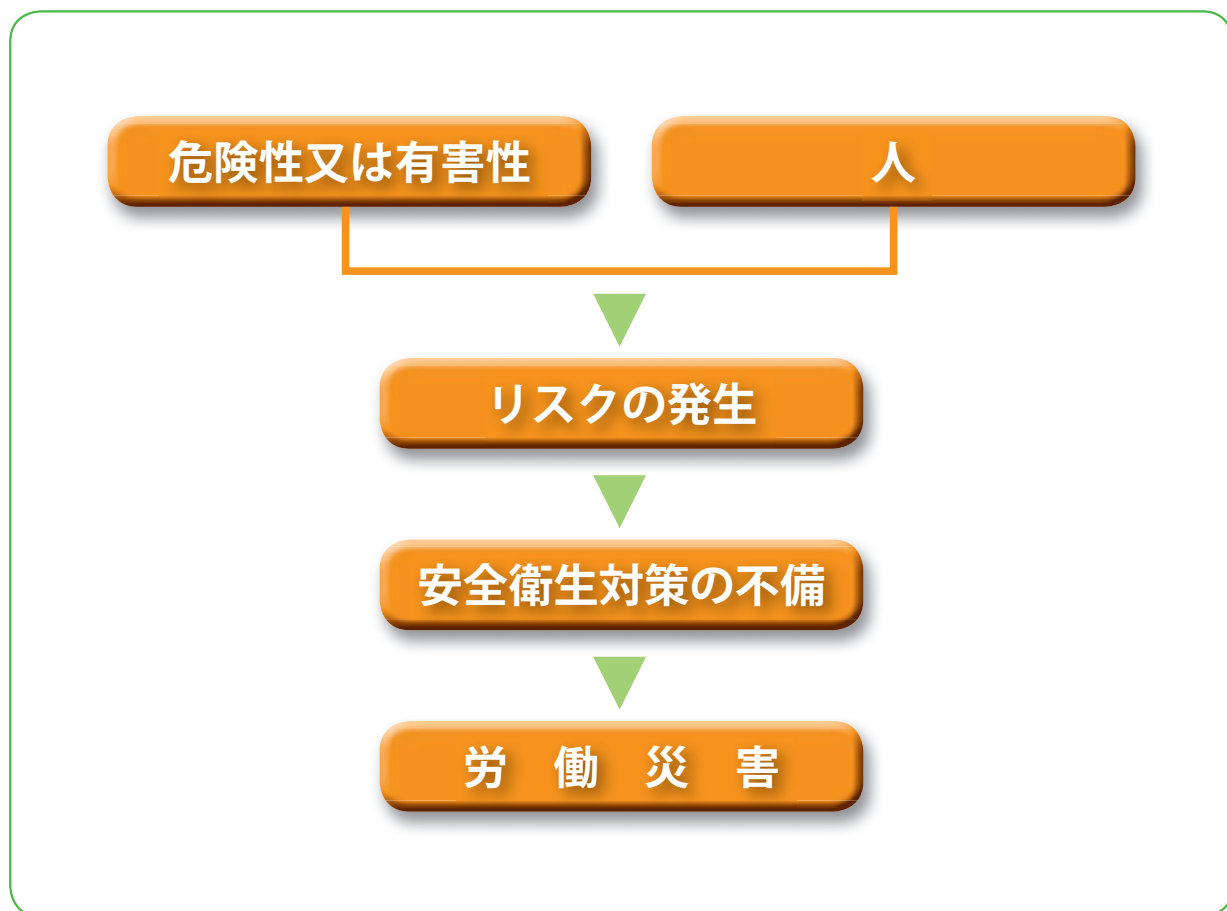 危険性又は有害性
人
リスクの発生
安全衛生対策の不備
労　働　災　害